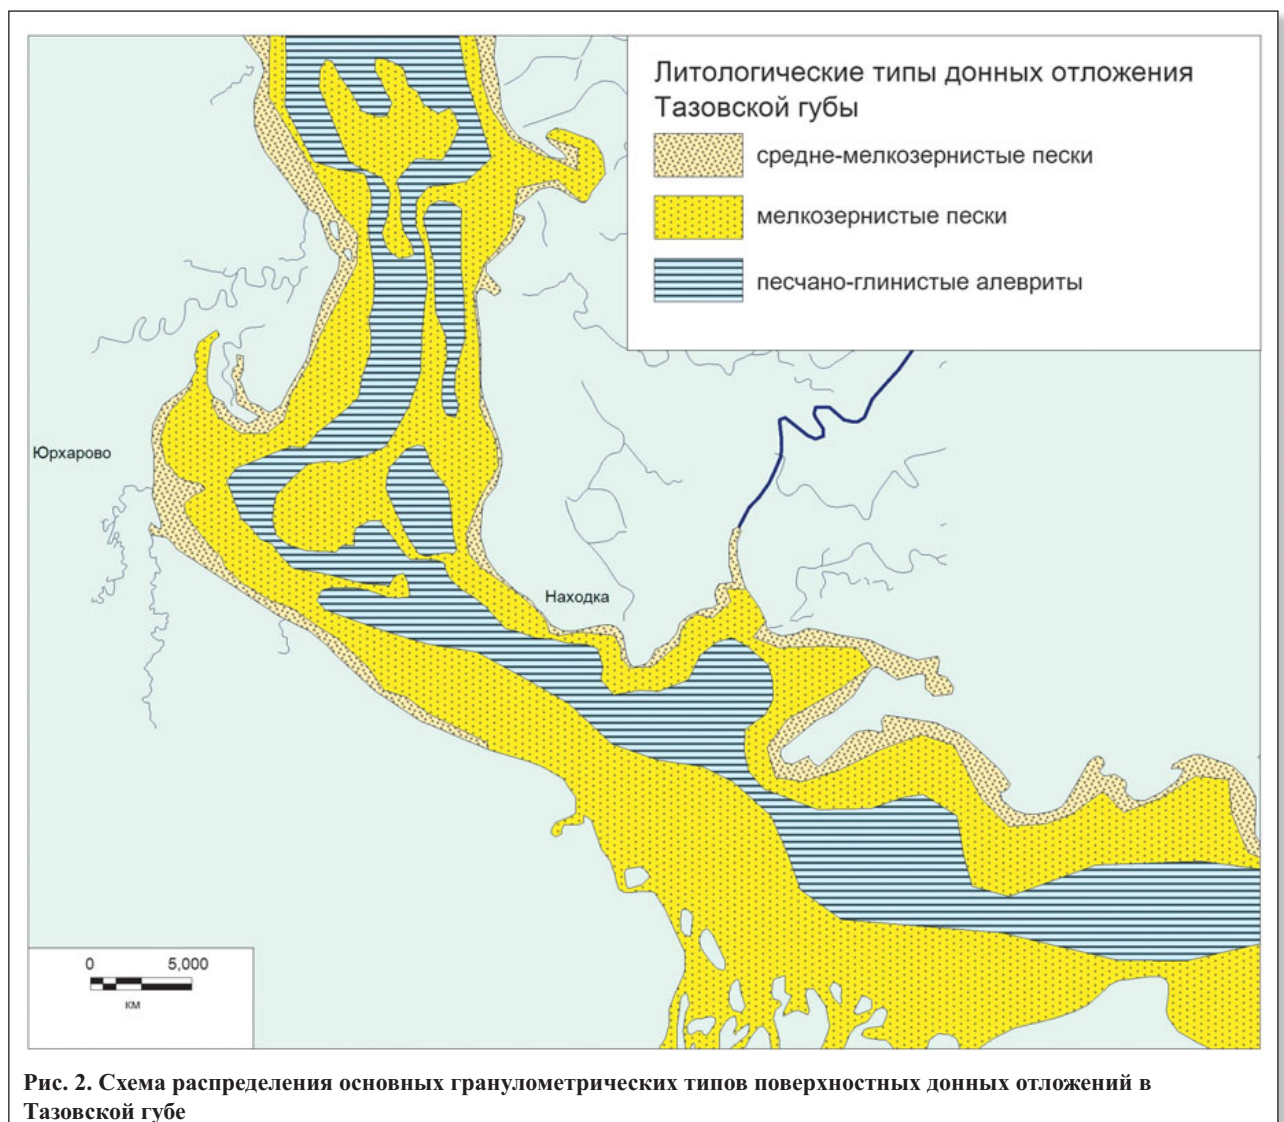 Литологические типы донных отложения
Тазовской губы
средне-мелкозернистые пески
мелкозернистые пески
песчано-глинистые алевриты
Юрхарово
Находка
0 5,000
км
Рис. 2. Схема распределения основных гранулометрических типов поверхностных донных отложений в
Тазовской губе